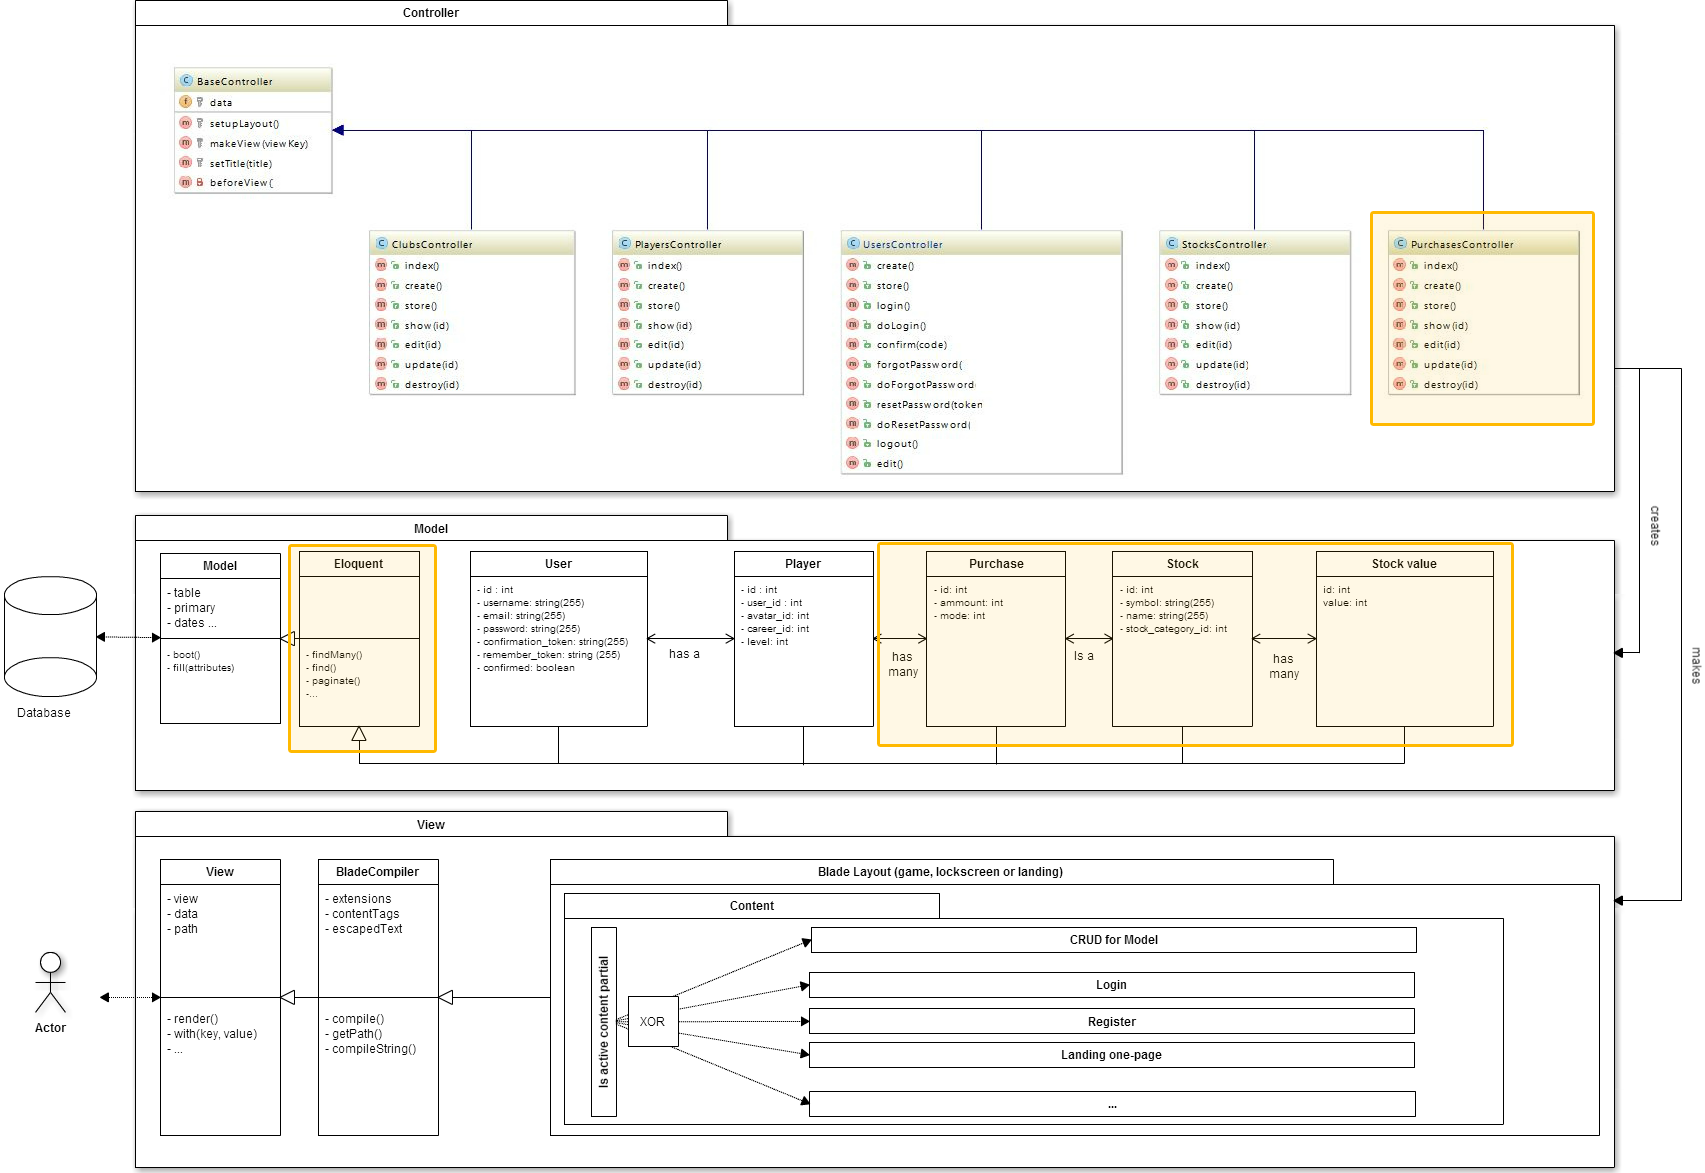 Controller
BaseController
data
setupLayout()
makeView(viewKey)
setTitle(title)
beforeView(
ClubsController
index()
create()
store()
show(id)
edit(id)
update(id)
destroy(id)
PlayersController
index()
create()
store()
show(id)
edit(id)
update(id)
destroy(id)
UsersController
create()
store()
login()
doLogin()
confirm(code)
forgotPassword(
doForgotPassword
resetPassword(token
doResetPassword(
logout()
edit()
StocksController
index()
create()
store()
show(id)
edit(id)
update(id)
destroy(id)
PurchasesController
index()
create()
store()
show(id)
edit(id)
update(id)
destroy(id)
creates
makes
Model
Database
Model
- table
- primary
- dates ...
- boot()
- fill(attributes)
Eloquent
- findMany()
- find()
- paginate()
-...
User
- id : int
- username: string(255)
- email: string(255)
- password: string(255)
- confirmation_token: string(255)
- remember_token: string (255)
- confirmed: boolean
has a
Player
- id : int
- user_id : int
- avatar_id: int
- career_id: int
- level: int
has
many
Purchase
- id: int
- ammount: int
- mode: int
Is a
Stock
- id: int
- symbol: string(255)
- name: string(255)
- stock_category_id: int
has
many
Stock value
id: int
value: int
View
Actor
View
- view
- data
- path
- render()
- with(key, value)
- ...
BladeCompiler
- extensions
- contentTags
- escapedText
- compile()
- getPath()
- compileString()
Blade Layout (game, lockscreen or landing)
Content
Is active content partial
XOR
CRUD for Model
Login
Register
Landing one-page
...